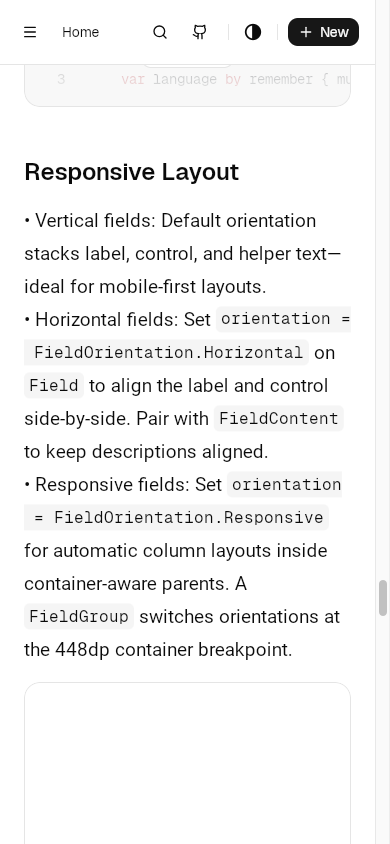 Home
New
3 var language by remember { mu
Responsive Layout
• Vertical fields: Default orientation
stacks label, control, and helper text—
ideal for mobile-first layouts.
• Horizontal fields: Set orientation =
FieldOrientation.Horizontal on
Field to align the label and control
side-by-side. Pair with FieldContent
to keep descriptions aligned.
• Responsive fields: Set orientation
= FieldOrientation.Responsive
for automatic column layouts inside
container-aware parents. A
FieldGroup switches orientations at
the 448dp container breakpoint.